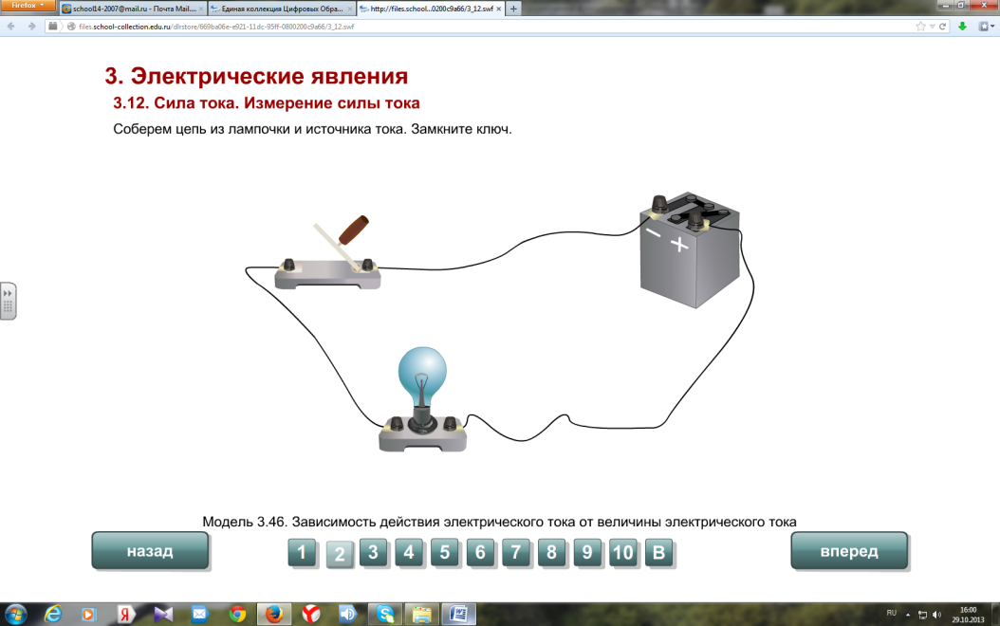 Firefox
school14-2007@mail.ru - Почта Mail....
Единая коллекция Цифровых Обра...
http://files.school...0200c9a66/3_12.swf
files.school-collection.edu.ru/dlrstore/669ba06e-e921-11dc-95ff-0800200c9a66/3_12.swf
3. Электрические явления
3.12. Сила тока. Измерение силы тока
Соберем цепь из лампочки и источника тока. Замкните ключ.
− +
Модель 3.46. Зависимость действия электрического тока от величины электрического тока
назад 1 2 3 4 5 6 7 8 9 10 В вперед
RU 16:00
29.10.2013